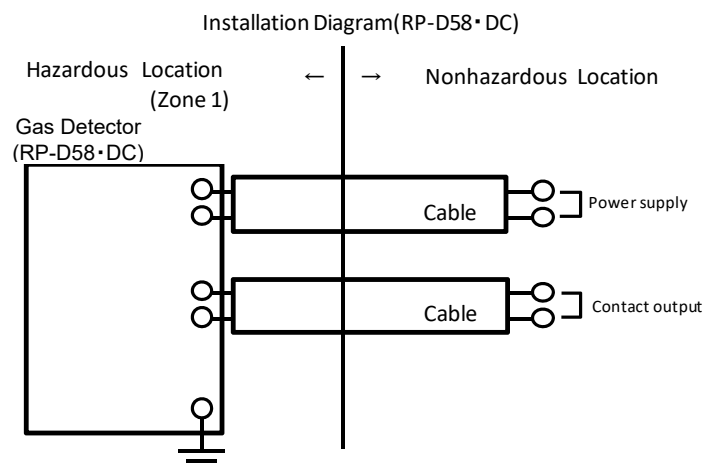 Installation Diagram(RP-D58・DC)
Hazardous Location
(Zone 1)
← →
Nonhazardous Location
Gas Detector
(RP-D58・DC)
Cable
Power supply
Cable
Contact output